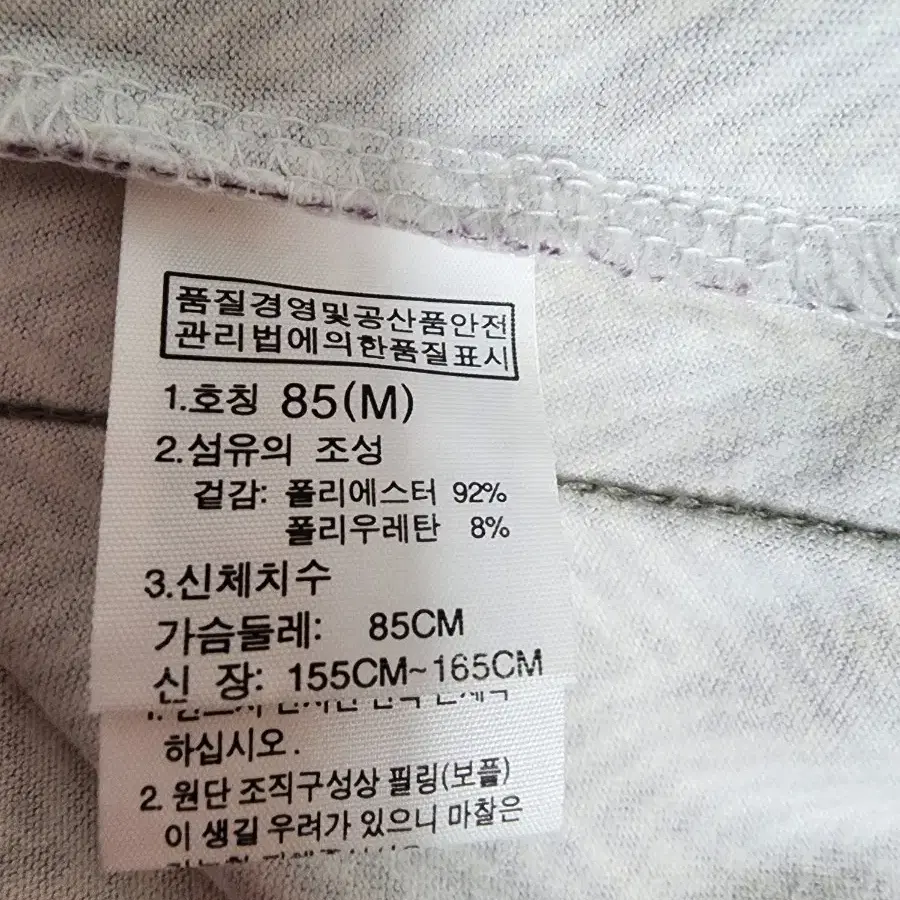 품질경영및공산품안전
관리법에의한품질표시
1.호칭 85(M)
2.섬유의 조성
겉감: 폴리에스터 92%
폴리우레탄 8%
3.신체치수
가슴둘레: 85CM
신 장: 155CM~165CM
하십시오.
2. 원단 조직구성상 필링(보플)
이 생길 우려가 있으니 마찰은